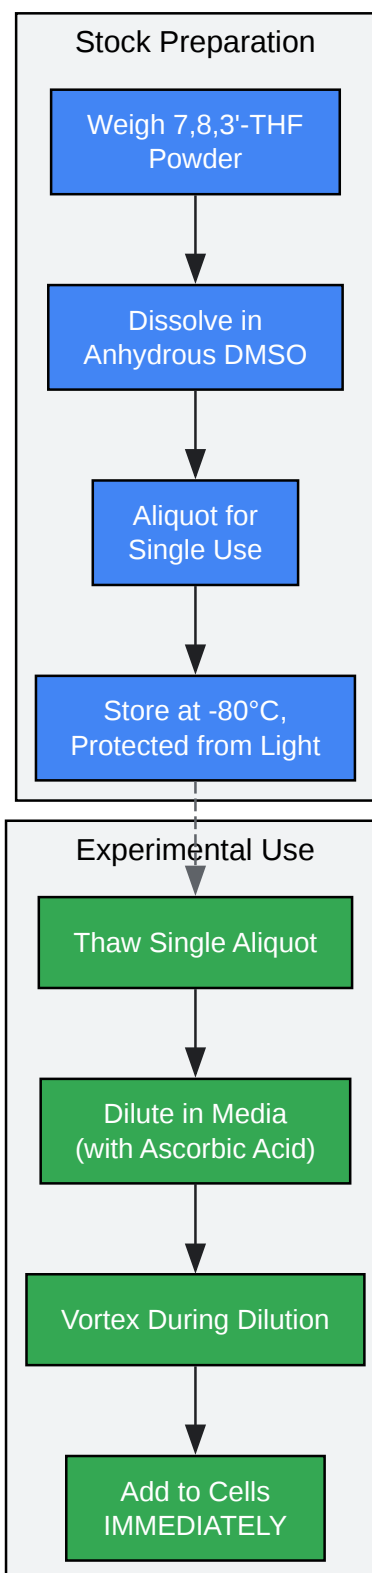 Stock Preparation
Weigh 7,8,3'-THF
Powder
Dissolve in
Anhydrous DMSO
Aliquot for
Single Use
Store at -80°C,
Protected from Light
Experimental Use
Thaw Single Aliquot
Dilute in Media
(with Ascorbic Acid)
Vortex During Dilution
Add to Cells
IMMEDIATELY